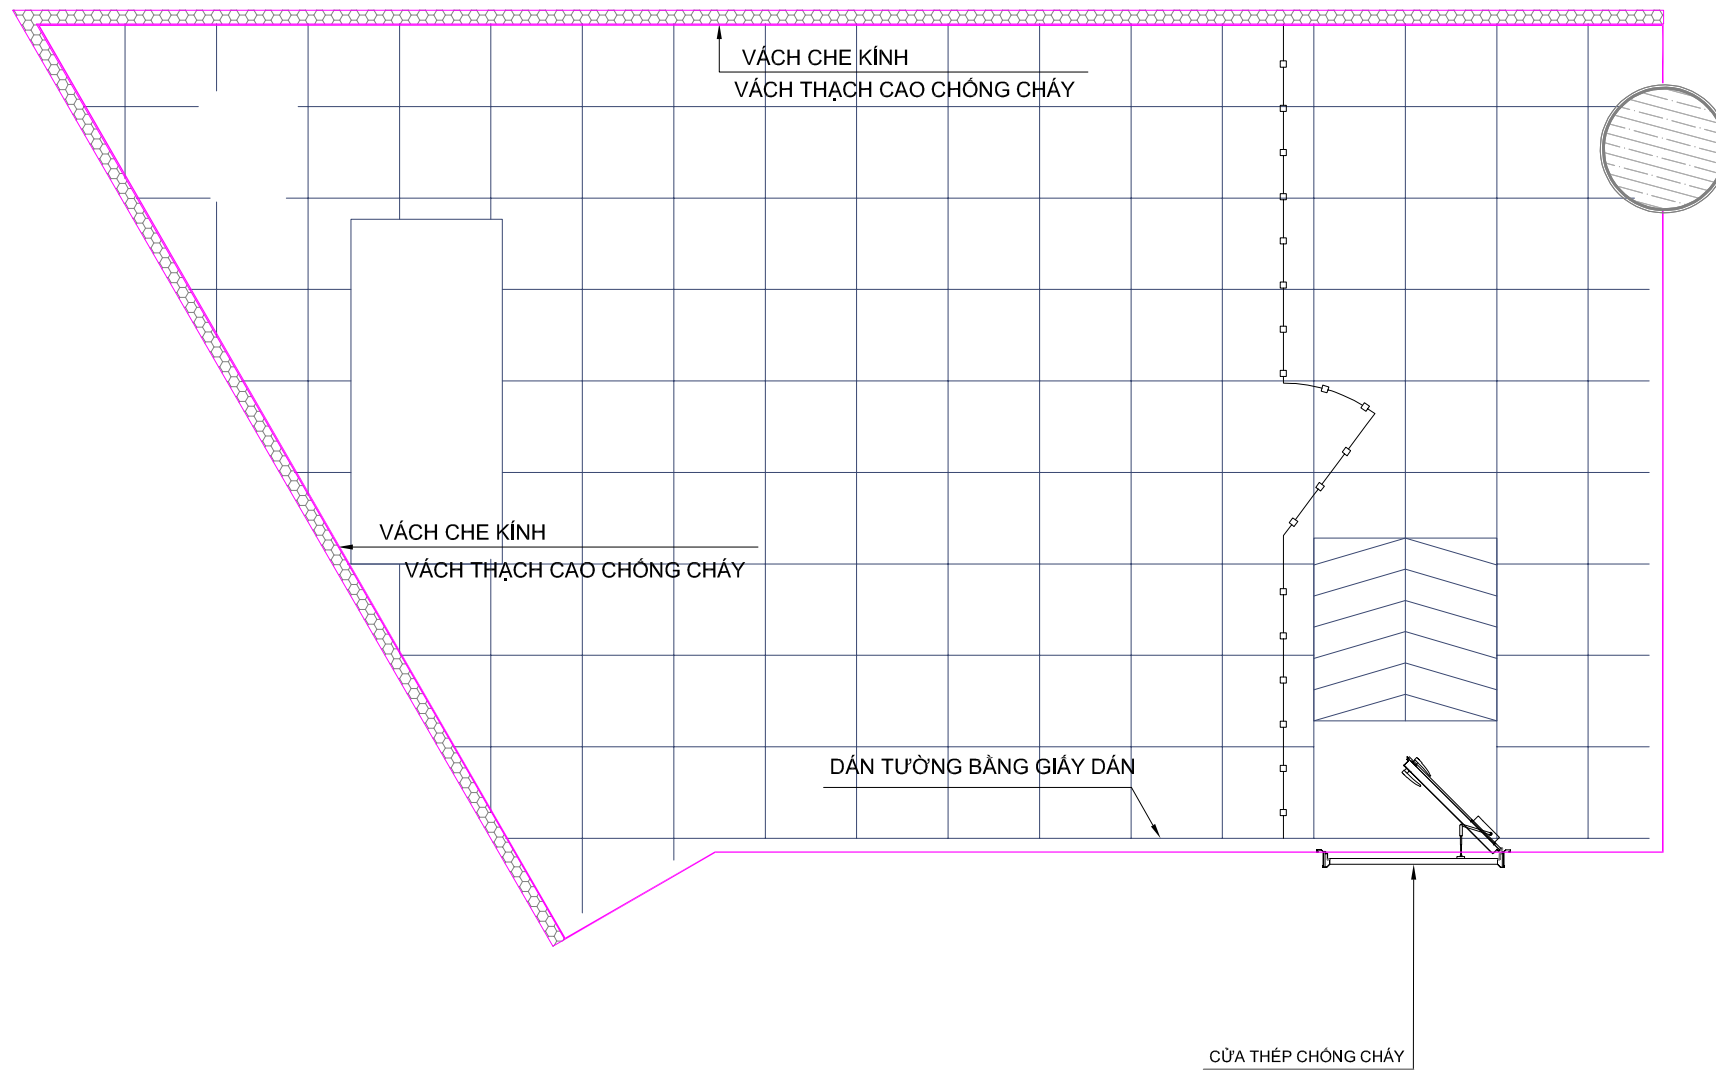 VÁCH CHE KÍNH
VÁCH THẠCH CAO CHỐNG CHÁY
VÁCH CHE KÍNH
VÁCH THẠCH CAO CHỐNG CHÁY
DÁN TƯỜNG BẰNG GIẤY DÁN
CỬA THÉP CHỐNG CHÁY